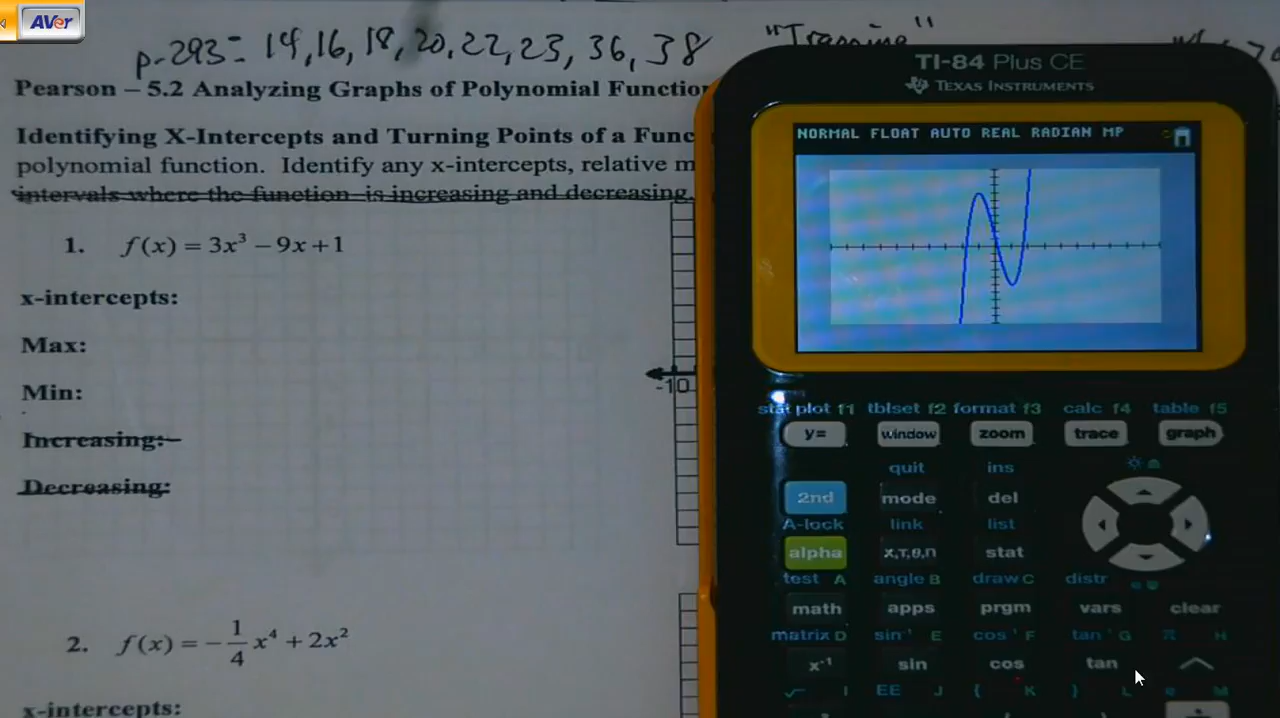 AVer
p. 293: 14, 16, 18, 20, 22, 23, 36, 38
Pearson – 5.2 Analyzing Graphs of Polynomial
Identifying X-Intercepts and Turning Points of a
polynomial function. Identify any x-intercepts, relative
intervals where the function is increasing and decreasing.
1. f(x) = 3x³ − 9x + 1
x-intercepts:
Max:
Min:
Increasing:
Decreasing:
-10
2. f(x) = −1/4 x⁴ + 2x²
x-intercepts:
TI-84 Plus CE
TEXAS INSTRUMENTS
NORMAL FLOAT AUTO REAL RADIAN MP
stat plot f1 tblset f2 format f3 calc f4 table f5
y= window zoom trace graph
quit ins
2nd mode del
A-lock link list
alpha X,T,θ,n stat
test A angle B draw C distr
math apps prgm vars clear
matrix D sin⁻¹ E cos⁻¹ F tan⁻¹ G π H
x⁻¹ sin cos tan ^
√ I EE J { K } L e M
÷